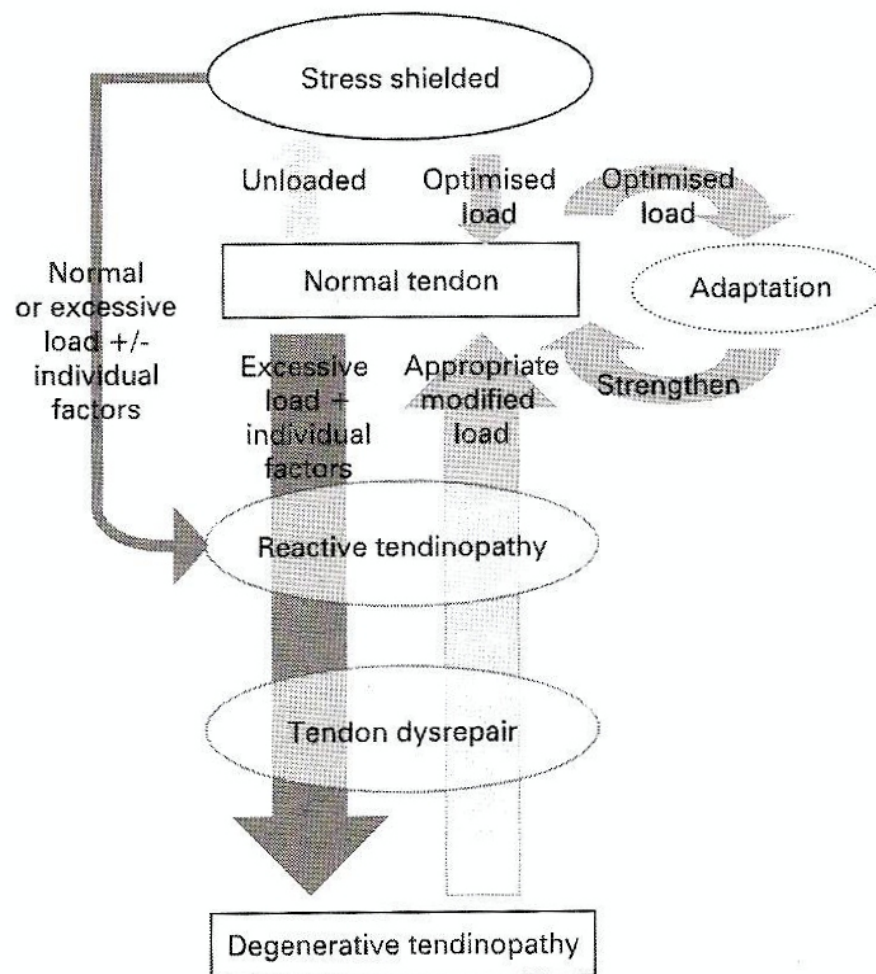 Stress shielded
Unloaded
Optimised
load
Optimised
load
Normal tendon
Adaptation
Normal
or excessive
load +/-
individual
factors
Excessive
load +
individual
factors
Appropriate
modified
load
Strengthen
Reactive tendinopathy
Tendon dysrepair
Degenerative tendinopathy